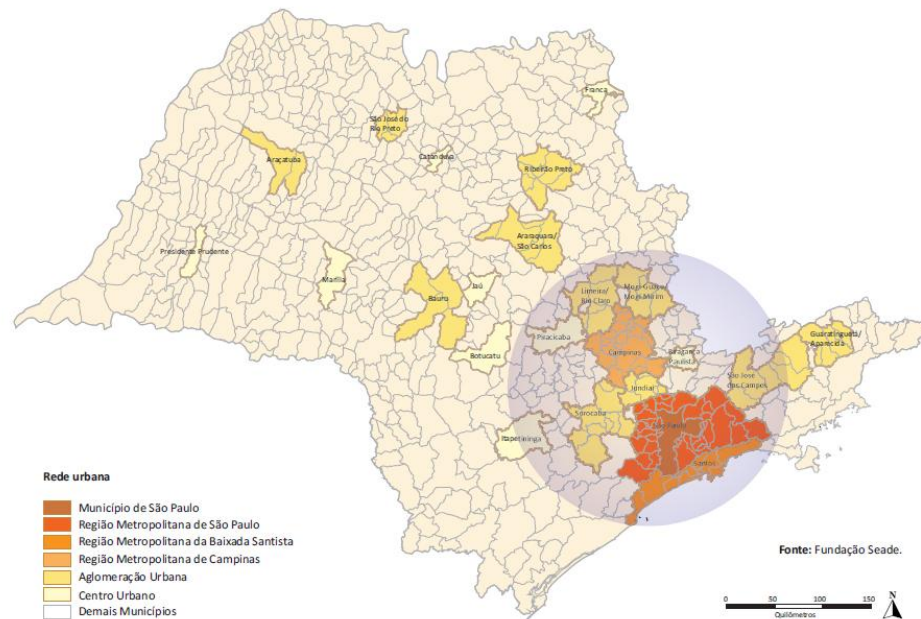 Franca
São José do
Rio Preto
Catanduva
Araçatuba
Ribeirão Preto
Araraquara/
São Carlos
Presidente Prudente
Marília
Bauru
Jaú
Limeira/
Rio Claro
Mogi-Guaçu/
Mogi-Mirim
Guaratinguetá/
Aparecida
Piracicaba
Botucatu
Campinas
Bragança
Paulista
São José
dos Campos
Jundiaí
Sorocaba
São Paulo
Itapetininga
Santos
Rede urbana
Município de São Paulo
Região Metropolitana de São Paulo
Região Metropolitana da Baixada Santista
Região Metropolitana de Campinas
Aglomeração Urbana
Centro Urbano
Demais Municípios
Fonte: Fundação Seade.
N
0 50 100 150
Quilômetros